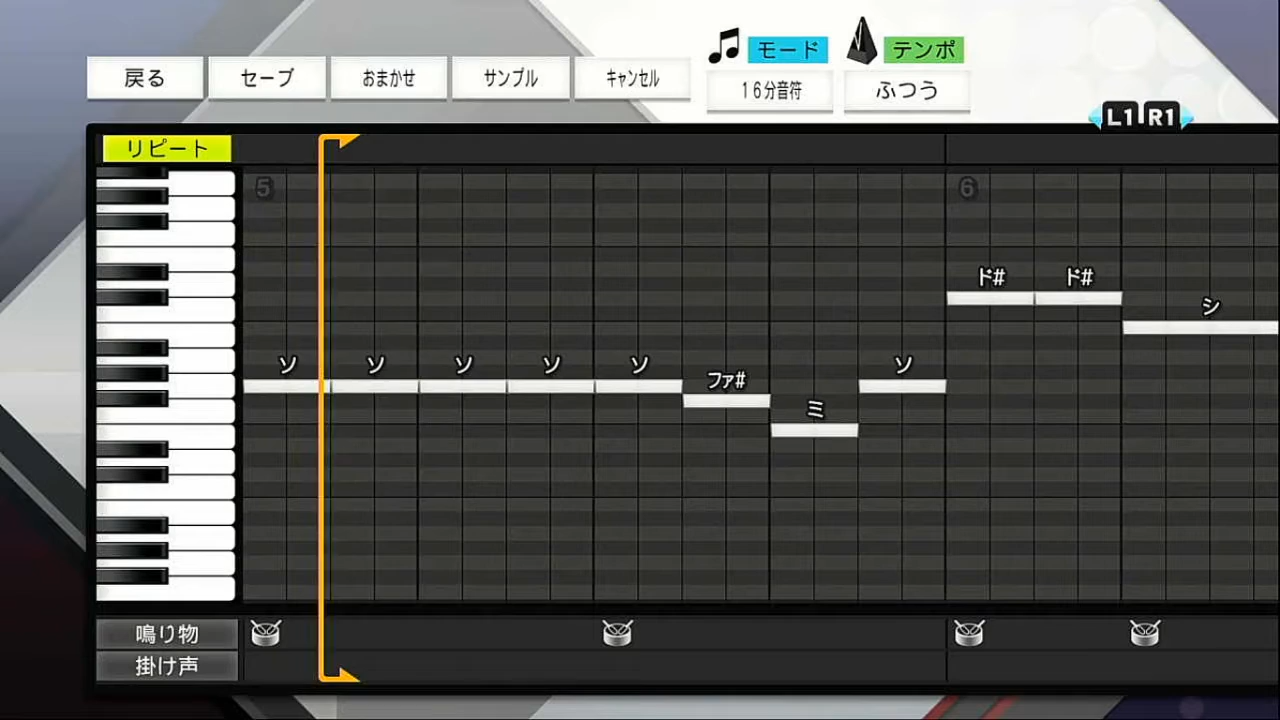 モード
テンポ
戻る
セーブ
おまかせ
サンプル
キャンセル
16分音符
ふつう
L1 R1
リピート
5
6
ド#
ド#
シ
ソ
ソ
ソ
ソ
ソ
ファ#
ミ
ソ
鳴り物
掛け声